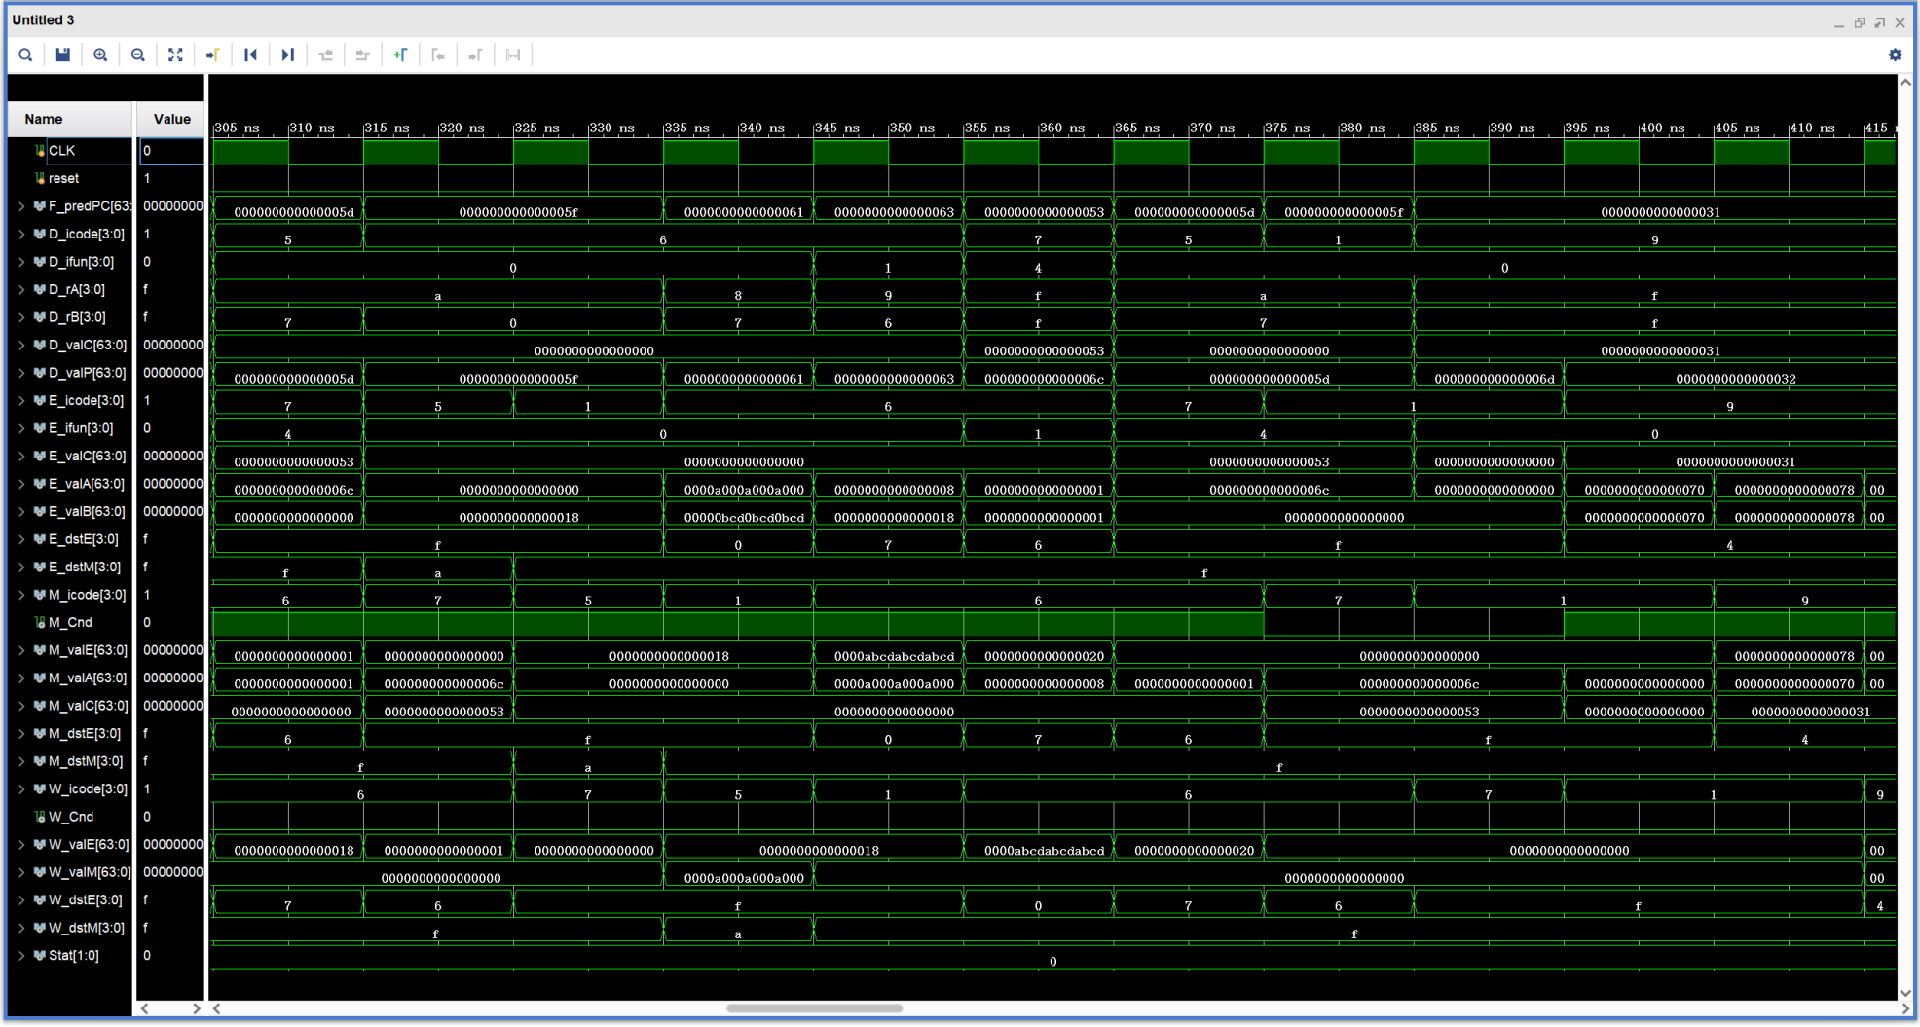 Untitled 3
Name Value
305 ns 310 ns 315 ns 320 ns 325 ns 330 ns 335 ns 340 ns 345 ns 350 ns 355 ns 360 ns 365 ns 370 ns 375 ns 380 ns 385 ns 390 ns 395 ns 400 ns 405 ns 410 ns 415
CLK 0
reset 1
F_predPC[63: 00000000 000000000000005d 000000000000005f 0000000000000061 0000000000000063 0000000000000053 000000000000005d 000000000000005f 0000000000000031
D_icode[3:0] 1 5 6 7 5 1 9
D_ifun[3:0] 0 0 1 4 0
D_rA[3:0] f a 8 9 f a f
D_rB[3:0] f 7 0 7 6 f 7 f
D_valC[63:0] 00000000 0000000000000000 0000000000000053 0000000000000000 0000000000000031
D_valP[63:0] 00000000 000000000000005d 000000000000005f 0000000000000061 0000000000000063 000000000000006c 000000000000005d 000000000000006d 0000000000000032
E_icode[3:0] 1 7 5 1 6 7 1 9
E_ifun[3:0] 0 4 0 1 4 0
E_valC[63:0] 00000000 0000000000000053 0000000000000000 0000000000000053 0000000000000000 0000000000000031
E_valA[63:0] 00000000 000000000000006c 0000000000000000 0000a000a000a000 0000000000000008 0000000000000001 000000000000006c 0000000000000000 0000000000000070 0000000000000078 00
E_valB[63:0] 00000000 0000000000000000 0000000000000018 00000bcd0bcd0bcd 0000000000000018 0000000000000001 0000000000000000 0000000000000070 0000000000000078 00
E_dstE[3:0] f f 0 7 6 f 4
E_dstM[3:0] f f a f
M_icode[3:0] 1 6 7 5 1 6 7 1 9
M_Cnd 0
M_valE[63:0] 00000000 0000000000000001 0000000000000000 0000000000000018 0000abcdabcdabcd 0000000000000020 0000000000000000 0000000000000078 00
M_valA[63:0] 00000000 0000000000000001 000000000000006c 0000000000000000 0000a000a000a000 0000000000000008 0000000000000001 000000000000006c 0000000000000000 0000000000000070 00
M_valC[63:0] 00000000 0000000000000000 0000000000000053 0000000000000000 0000000000000053 0000000000000000 0000000000000031
M_dstE[3:0] f 6 f 0 7 6 f 4
M_dstM[3:0] f f a f
W_icode[3:0] 1 6 7 5 1 6 7 1 9
W_Cnd 0
W_valE[63:0] 00000000 0000000000000018 0000000000000001 0000000000000000 0000000000000018 0000abcdabcdabcd 0000000000000020 0000000000000000 00
W_valM[63:0] 00000000 0000000000000000 0000a000a000a000 0000000000000000 00
W_dstE[3:0] f 7 6 f 0 7 6 f 4
W_dstM[3:0] f f a f
Stat[1:0] 0 0